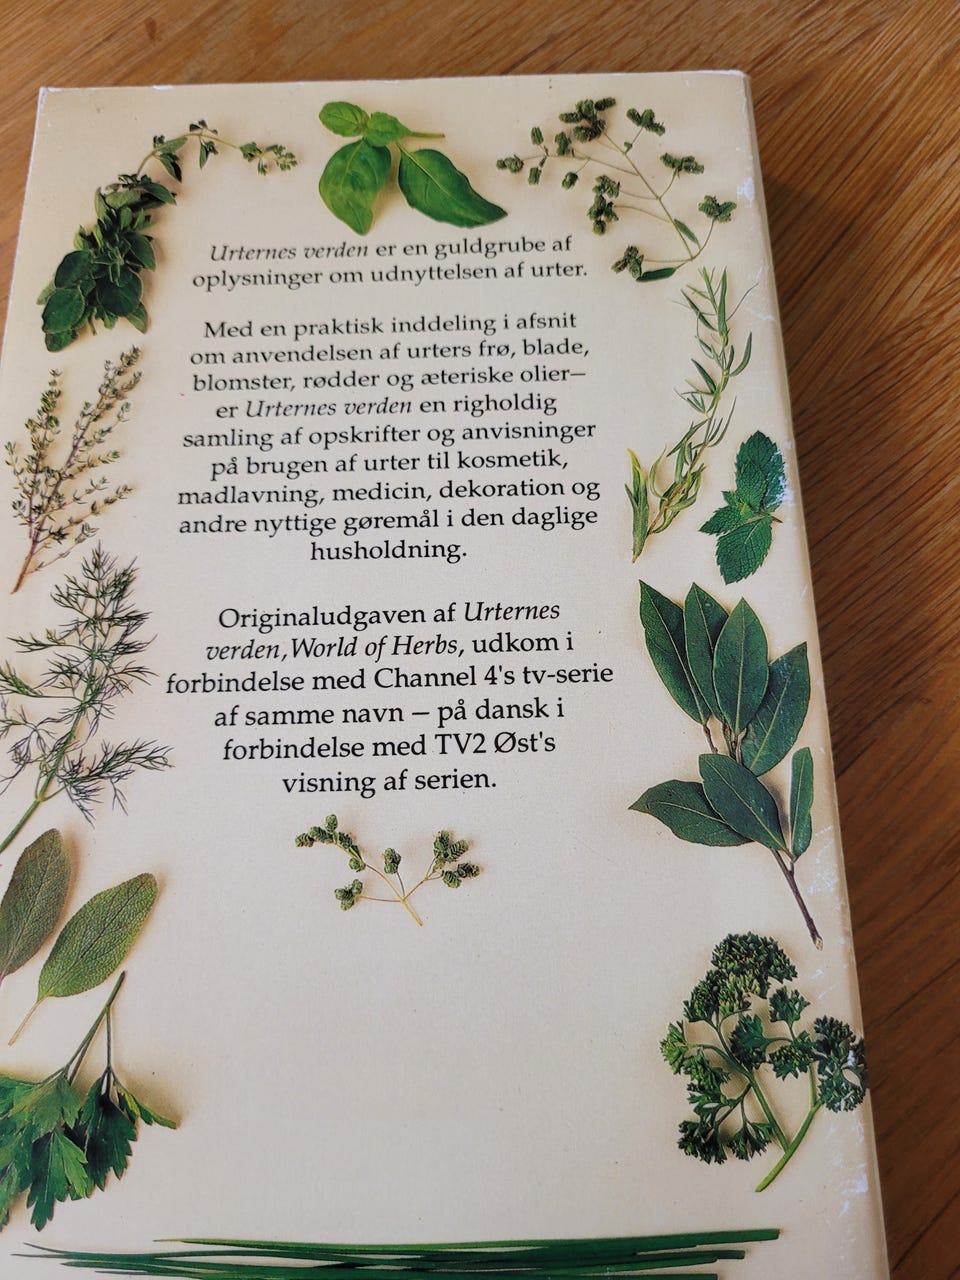 Urternes verden er en guldgrube af
oplysninger om udnyttelsen af urter.
Med en praktisk inddeling i afsnit
om anvendelsen af urters frø, blade,
blomster, rødder og æteriske olier—
er Urternes verden en righoldig
samling af opskrifter og anvisninger
på brugen af urter til kosmetik,
madlavning, medicin, dekoration og
andre nyttige gøremål i den daglige
husholdning.
Originaludgaven af Urternes
verden, World of Herbs, udkom i
forbindelse med Channel 4's tv-serie
af samme navn – på dansk i
forbindelse med TV2 Øst's
visning af serien.